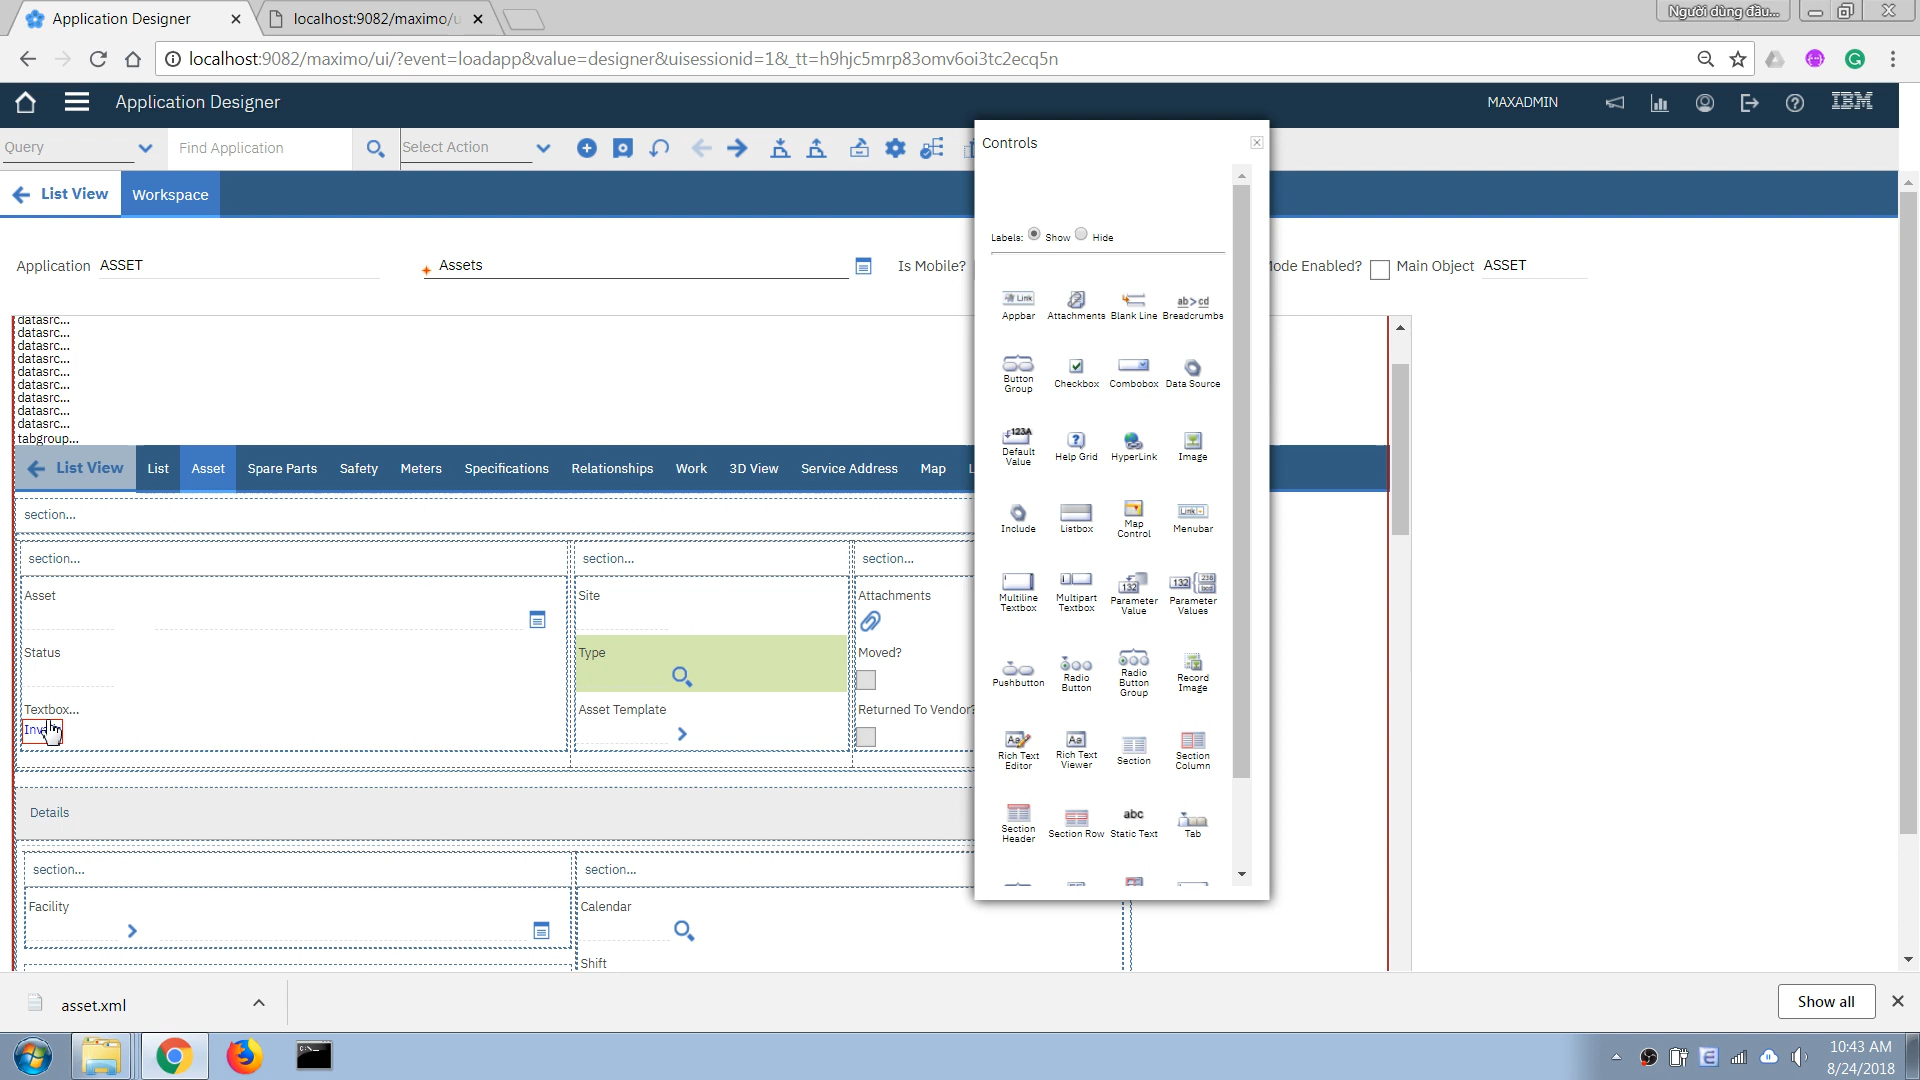 Application Designer
localhost:9082/maximo/u
Người dùng đầu...
localhost:9082/maximo/ui/?event=loadapp&value=designer&uisessionid=1&_tt=h9hjc5mrp83omv6oi3tc2ecq5n
Application Designer
MAXADMIN
IBM
Query
Find Application
Select Action
List View
Workspace
Application ASSET
Assets
Is Mobile?
Mode Enabled?
Main Object ASSET
datasrc...
datasrc...
datasrc...
datasrc...
datasrc...
datasrc...
datasrc...
datasrc...
datasrc...
tabgroup...
List View
List
Asset
Spare Parts
Safety
Meters
Specifications
Relationships
Work
3D View
Service Address
Map
section...
section...
section...
section...
Asset
Site
Attachments
Status
Type
Moved?
Textbox...
Asset Template
Returned To Vendor?
Details
section...
section...
Facility
Calendar
Shift
Controls
Labels: Show Hide
Appbar
Attachments
Blank Line
Breadcrumbs
Button Group
Checkbox
Combobox
Data Source
Default Value
Help Grid
HyperLink
Image
Include
Listbox
Map Control
Menubar
Multiline Textbox
Multipart Textbox
Parameter Value
Parameter Values
Pushbutton
Radio Button
Radio Button Group
Record Image
Rich Text Editor
Rich Text Viewer
Section
Section Column
Section Header
Section Row
Static Text
Tab
asset.xml
Show all
10:43 AM
8/24/2018